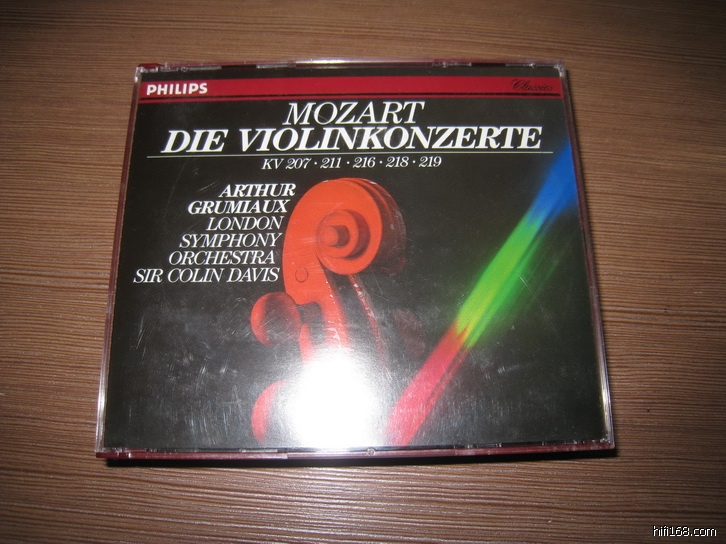 PHILIPS
Classics
MOZART
DIE VIOLINKONZERTE
KV 207 · 211 · 216 · 218 · 219
ARTHUR
GRUMIAUX
LONDON
SYMPHONY
ORCHESTRA
SIR COLIN DAVIS
hifi168.com